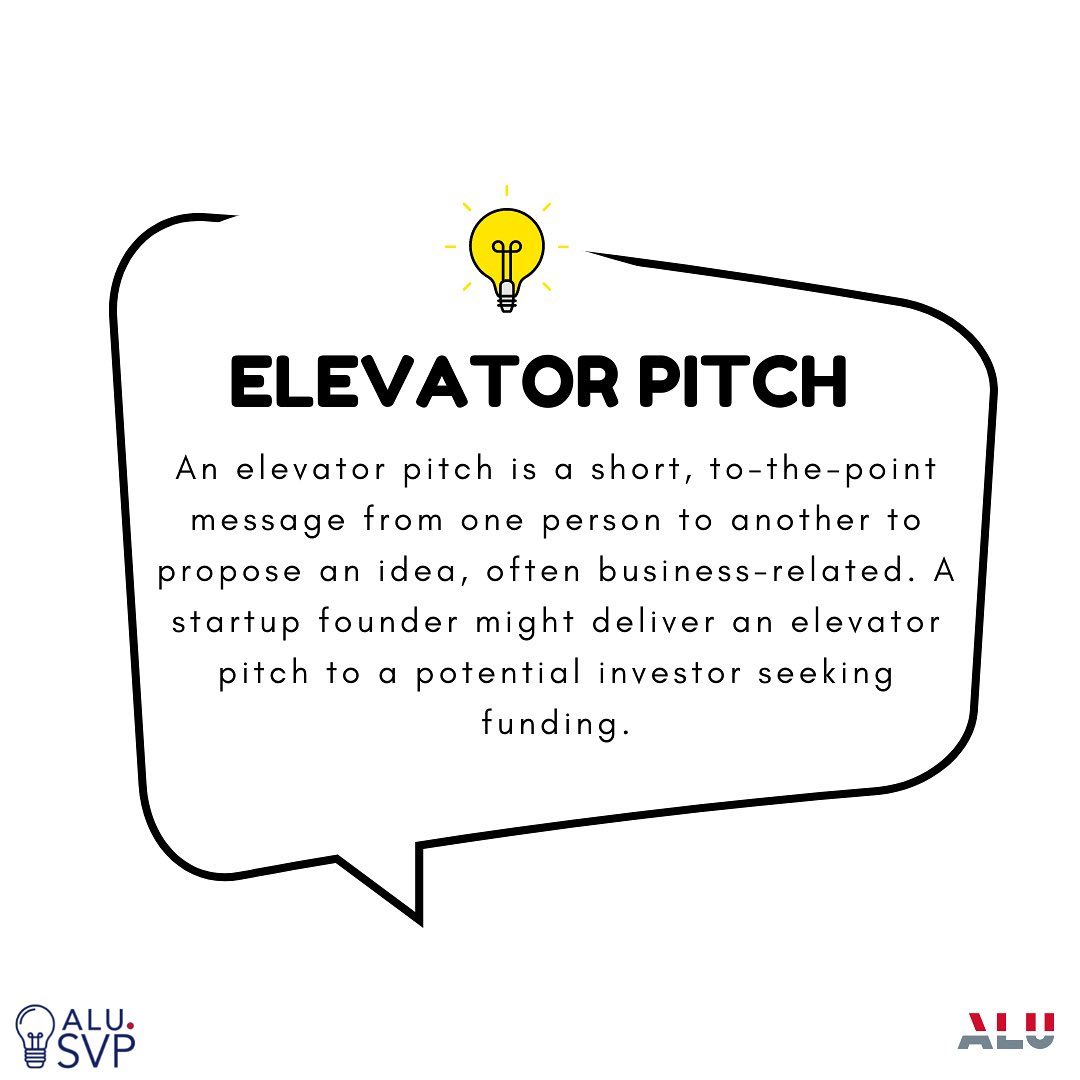 ELEVATOR PITCH
An elevator pitch is a short, to-the-point
message from one person to another to
propose an idea, often business-related. A
startup founder might deliver an elevator
pitch to a potential investor seeking
funding.
ALU.
SVP
ALU